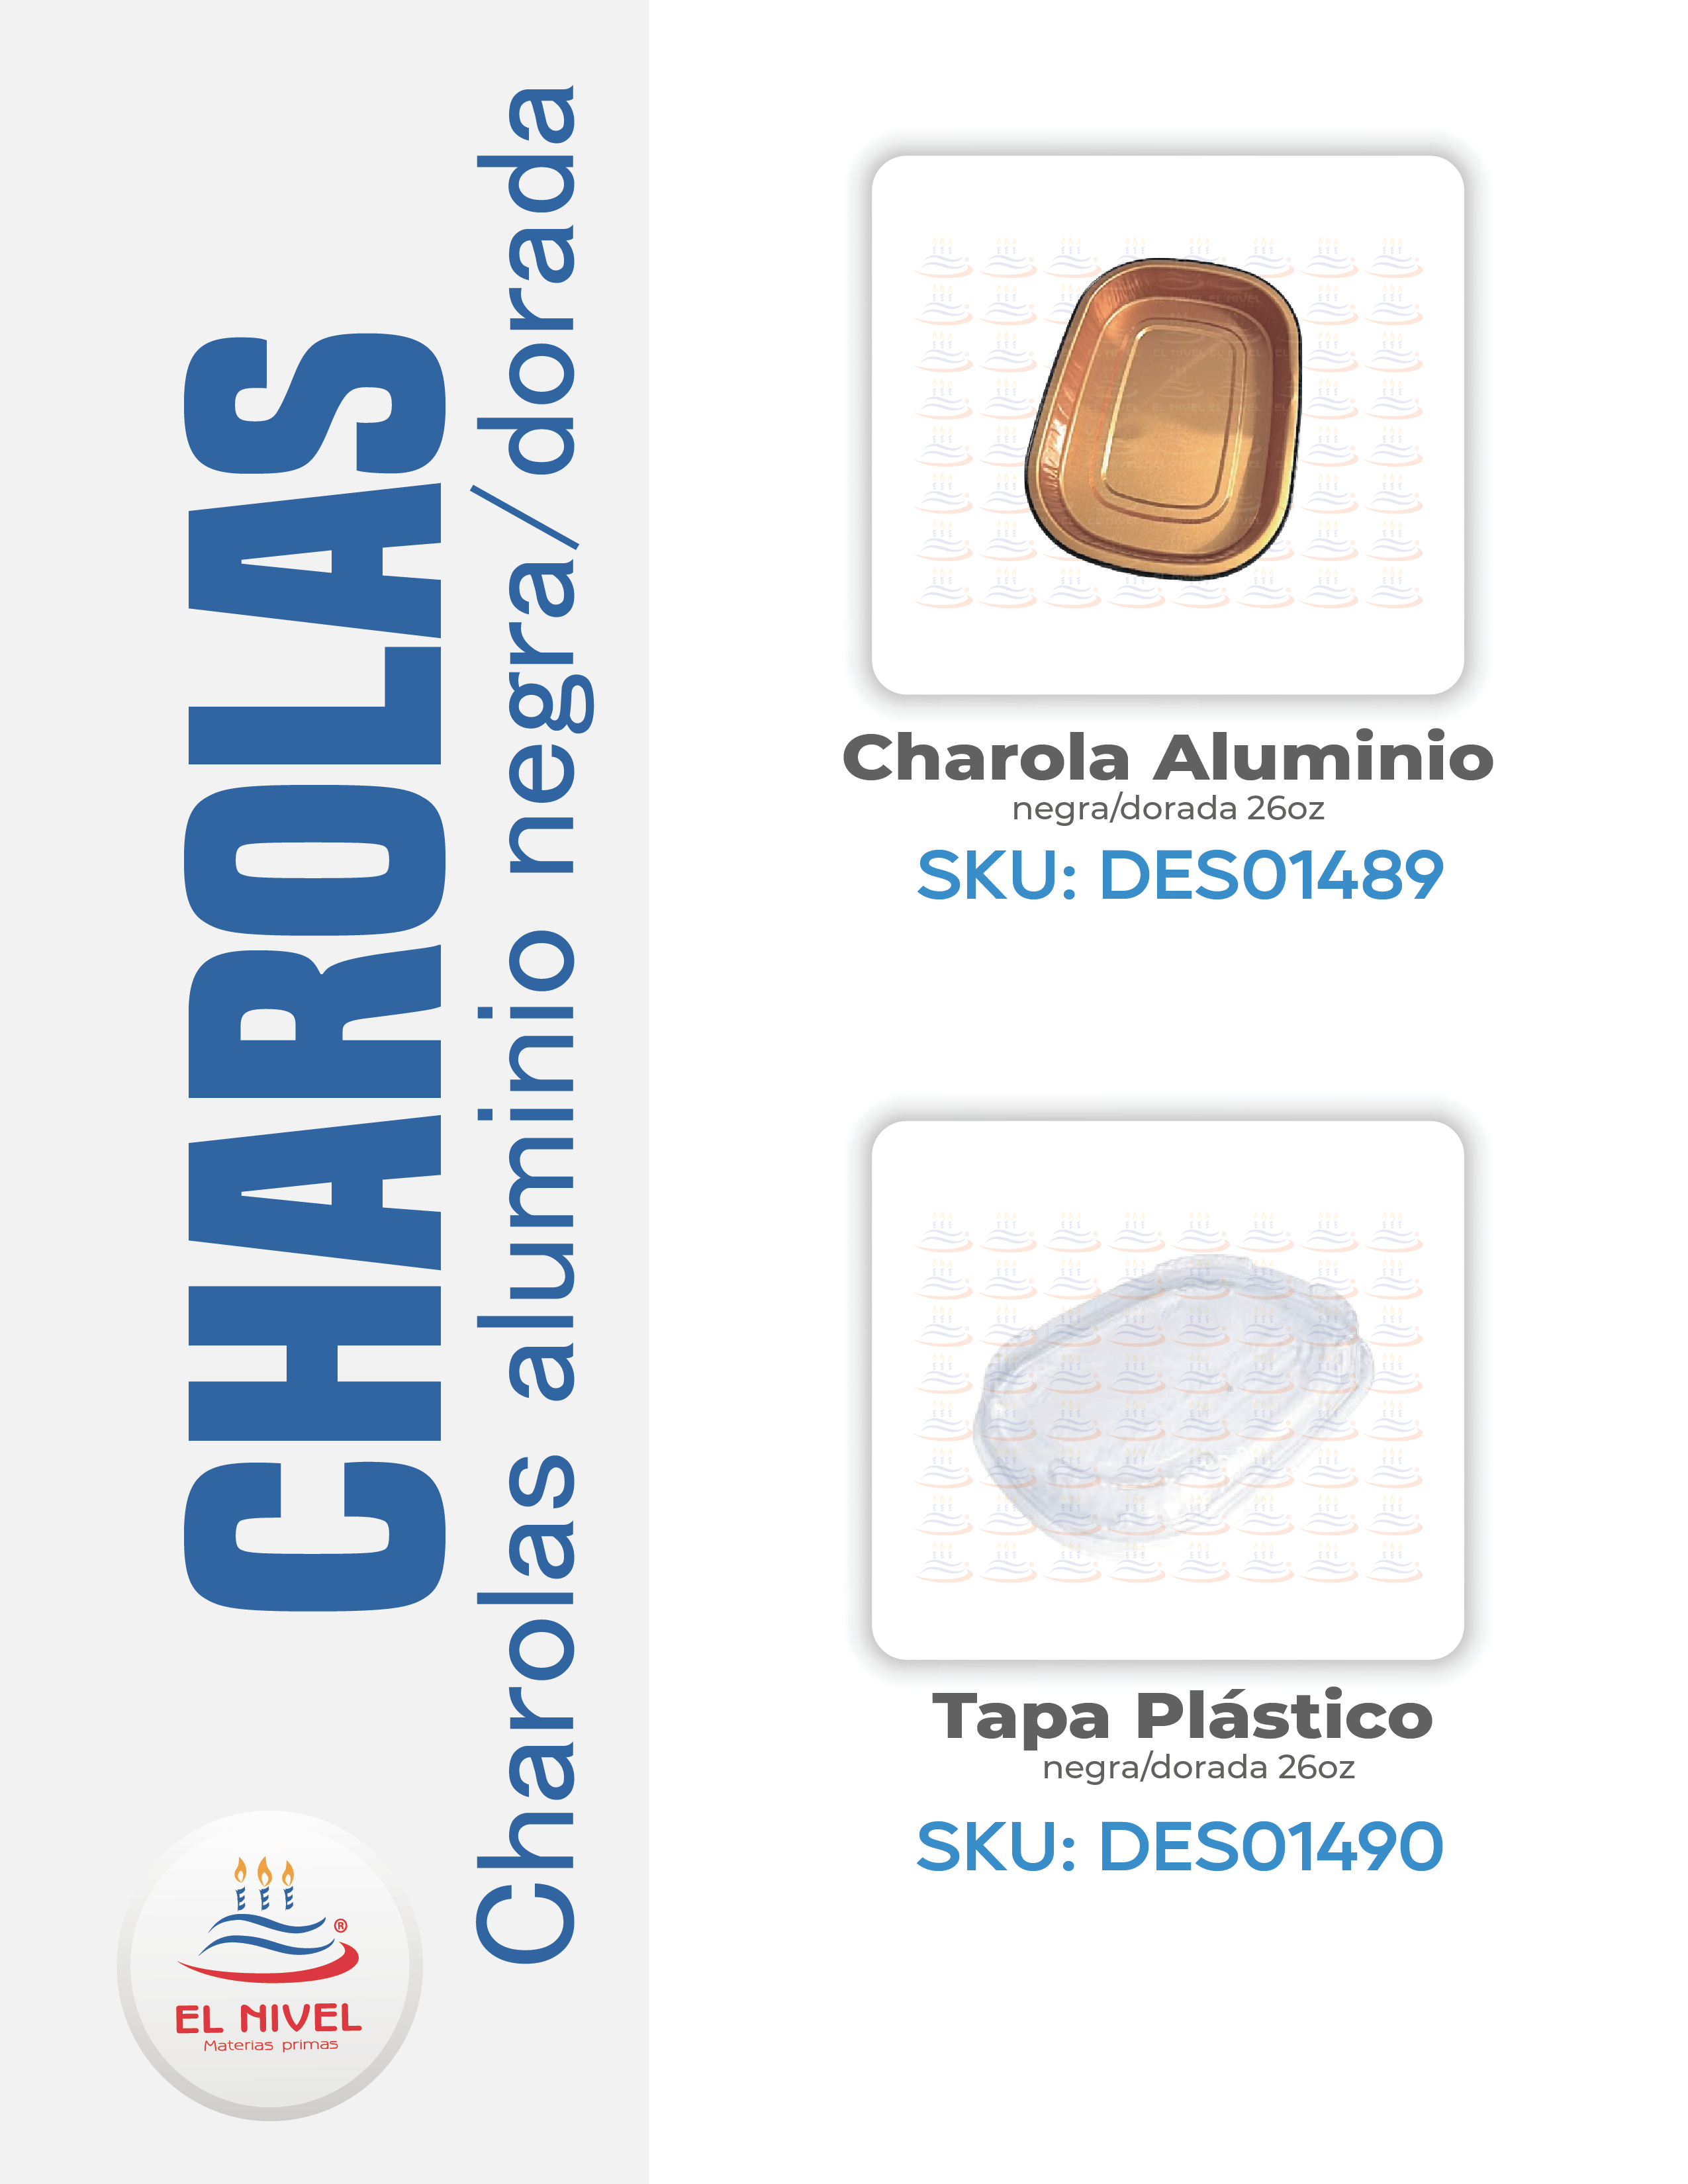 CHAROLAS
Charolas aluminio negra/dorada
Charola Aluminio
negra/dorada 26oz
SKU: DES01489
Tapa Plástico
negra/dorada 26oz
SKU: DES01490
®
EL NIVEL
Materias primas